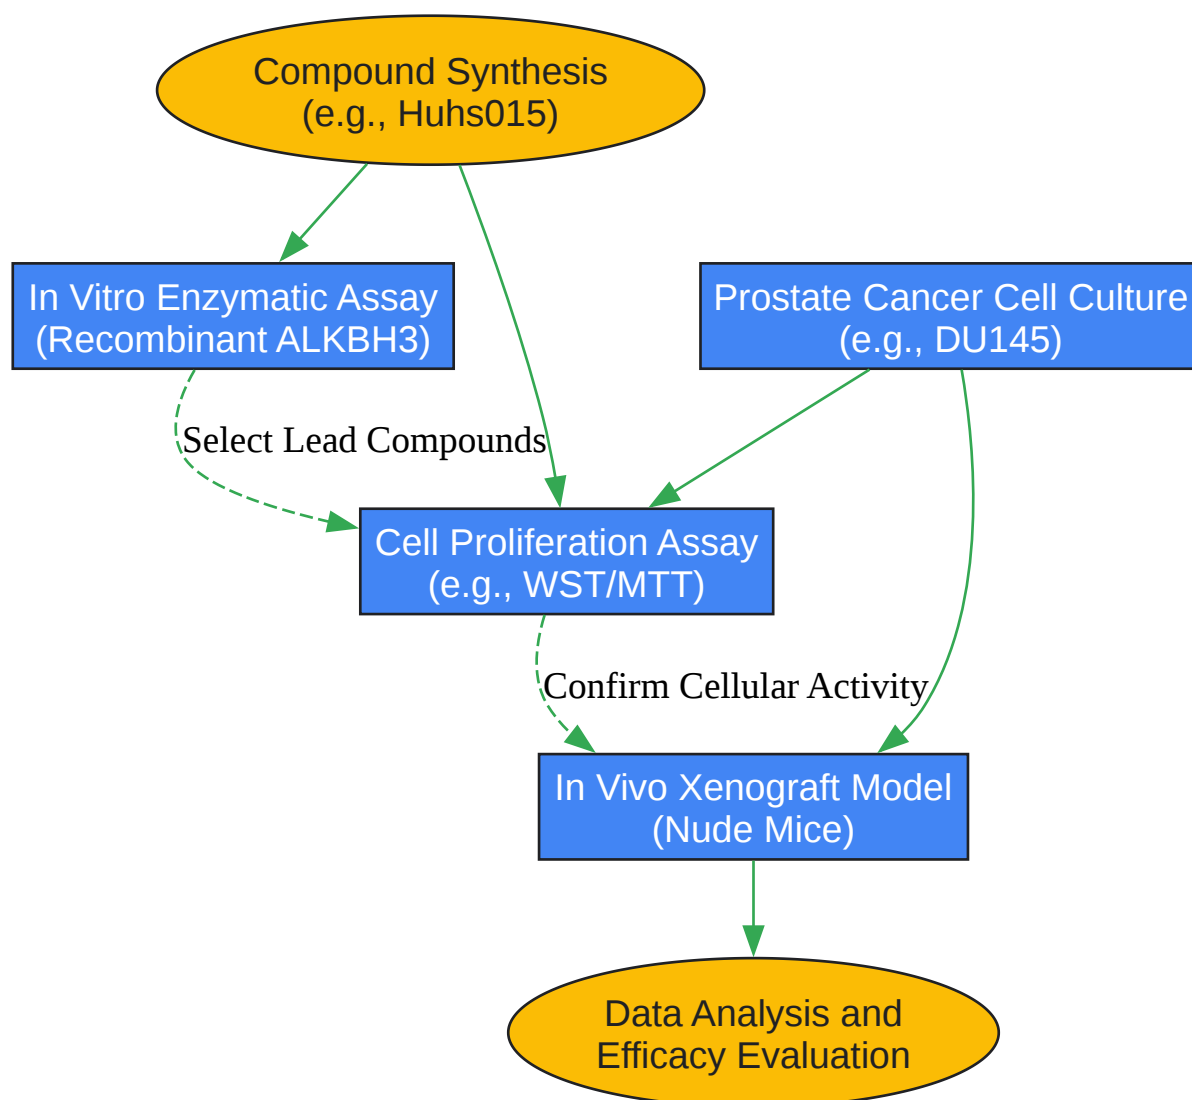 Compound Synthesis
(e.g., Huhs015)
In Vitro Enzymatic Assay
(Recombinant ALKBH3)
Prostate Cancer Cell Culture
(e.g., DU145)
Select Lead Compounds
Cell Proliferation Assay
(e.g., WST/MTT)
Confirm Cellular Activity
In Vivo Xenograft Model
(Nude Mice)
Data Analysis and
Efficacy Evaluation